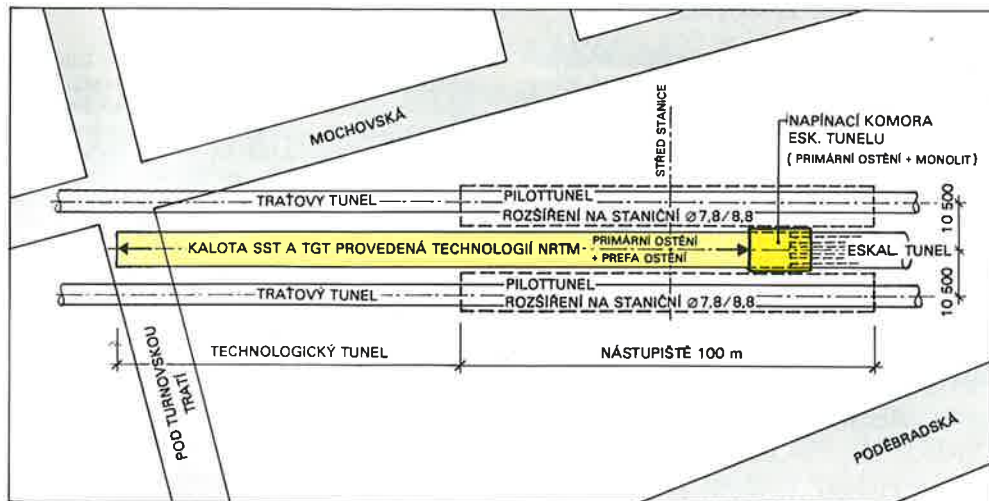 MOCHOVSKÁ
STŘED STANICE
NAPÍNACÍ KOMORA
ESK. TUNELU
( PRIMÁRNÍ OSTĚNÍ + MONOLIT )
TRAŤOVÝ TUNEL
PILOTTUNEL
ROZŠÍŘENÍ NA STANIČNÍ ⌀ 7,8/8,8
10 500
KALOTA SST A TGT PROVEDENÁ TECHNOLOGIÍ NRTM
PRIMÁRNÍ OSTĚNÍ
+ PREFA OSTĚNÍ
ESKAL. TUNEL
TRAŤOVÝ TUNEL
PILOTTUNEL
ROZŠÍŘENÍ NA STANIČNÍ ⌀ 7,8/8,8
10 500
TECHNOLOGICKÝ TUNEL
NÁSTUPIŠTĚ 100 m
POD TURNOVSKOU
TRATÍ
PODĚBRADSKÁ